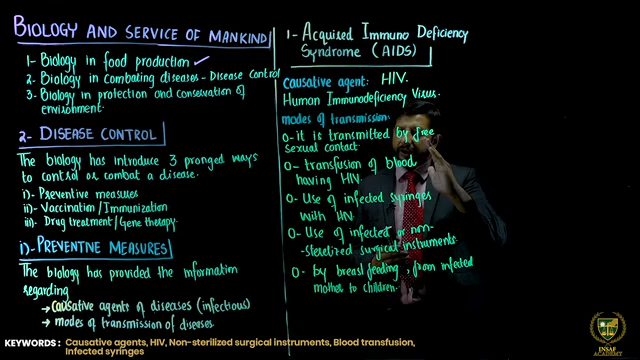 BIOLOGY AND SERVICE OF MANKIND
1- Biology in food production
2- Biology in combating diseases - Disease control
3- Biology in protection and conservation of
environment.
2- DISEASE CONTROL
The biology has introduce 3 pronged ways
to control or combat a disease.
i) - Preventive measures
ii) - Vaccination / Immunization
iii) - Drug treatment / Gene therapy.
i) - PREVENTIVE MEASURES
The biology has provided the information
regarding
→ Causative agents of diseases (infectious)
→ modes of transmission of diseases
1- Acquired Immuno Deficiency
Syndrome (AIDS)
Causative agent: HIV.
Human Immunodeficiency Virus.
modes of transmission:
0- it is transmitted by free
sexual contact.
0- transfusion of blood
having HIV.
0- Use of infected syringes
with HIV.
0- Use of infected or non-
-sterelized surgical instruments.
0- by breast feeding, from infected
mother to children.
INSAF
ACADEMY
KEYWORDS : Causative agents, HIV, Non-sterilized surgical instruments, Blood transfusion,
Infected syringes